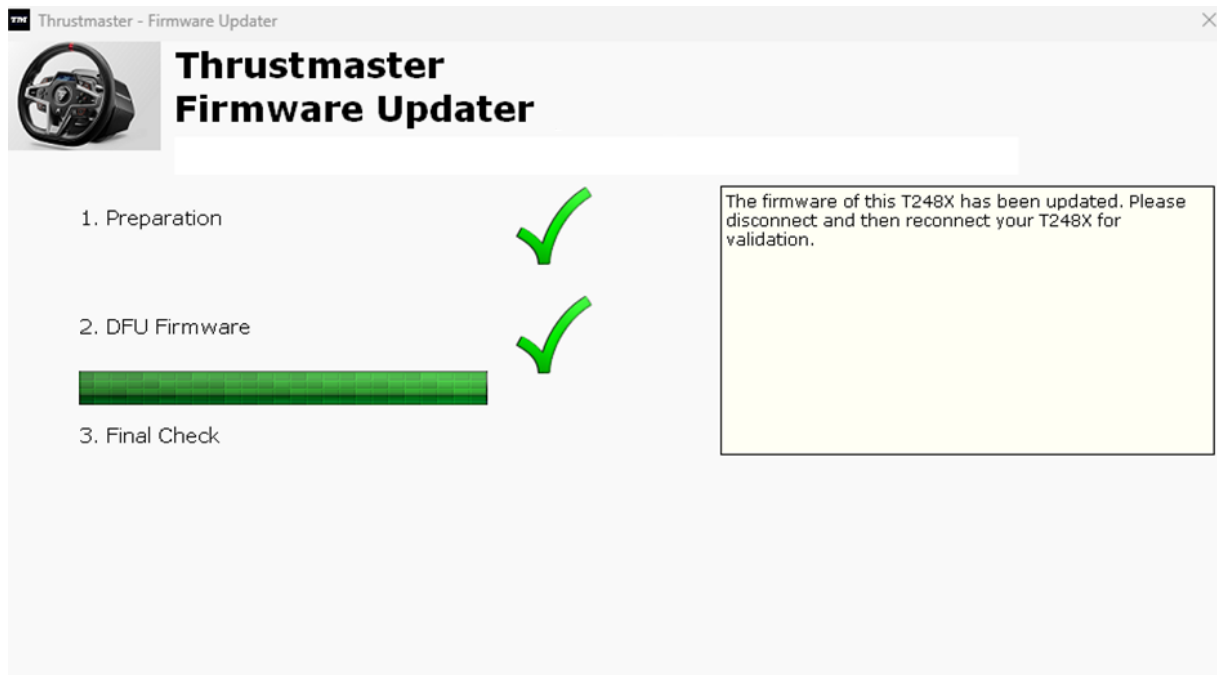 TM Thrustmaster - Firmware Updater
Thrustmaster
Firmware Updater
1. Preparation
The firmware of this T248X has been updated. Please
disconnect and then reconnect your T248X for
validation.
2. DFU Firmware
3. Final Check